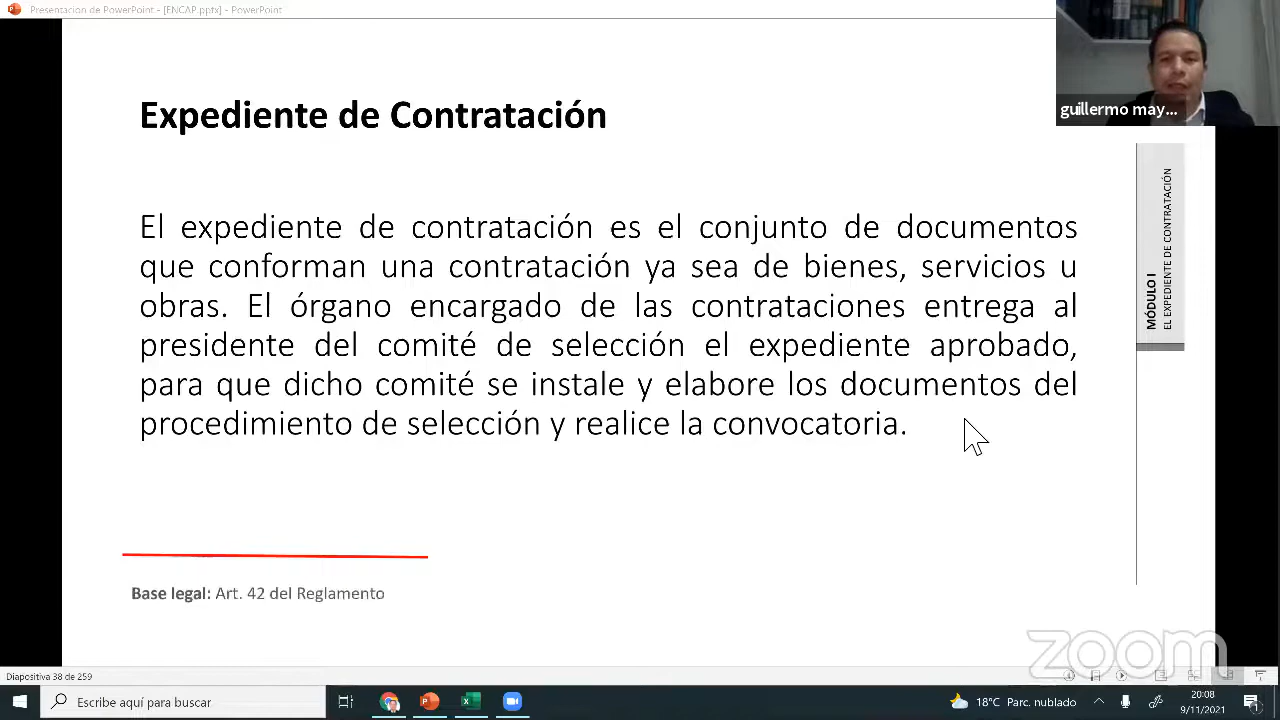 Presentación de PowerPoint - [ENCAP.pptx] - PowerPoint
guillermo may...
Expediente de Contratación
El expediente de contratación es el conjunto de documentos
que conforman una contratación ya sea de bienes, servicios u
obras. El órgano encargado de las contrataciones entrega al
presidente del comité de selección el expediente aprobado,
para que dicho comité se instale y elabore los documentos del
procedimiento de selección y realice la convocatoria.
MÓDULO I
EL EXPEDIENTE DE CONTRATACIÓN
Base legal: Art. 42 del Reglamento
zoom
Diapositiva 38 de 259
Escribe aquí para buscar
18°C Parc. nublado
20:08
9/11/2021